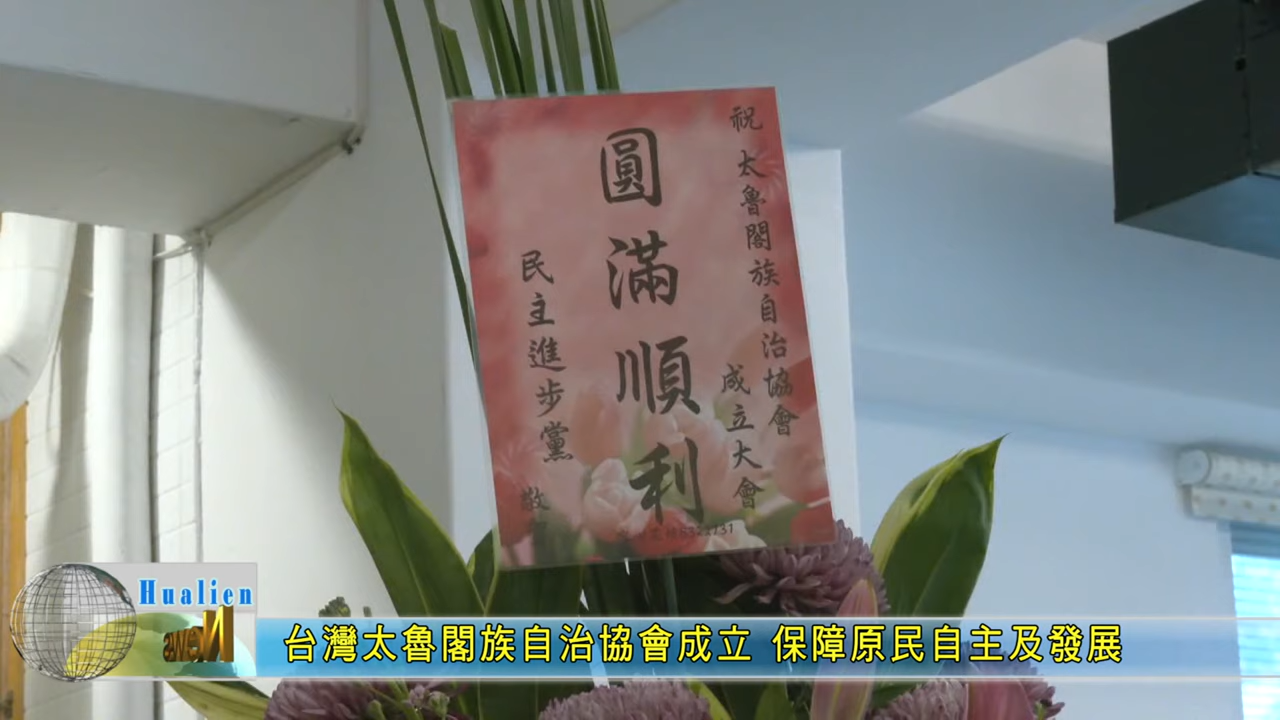 祝 太魯閣族自治協會
成立大會
圓滿順利
民主進步黨 敬
Hualien
News
台灣太魯閣族自治協會成立 保障原民自主及發展